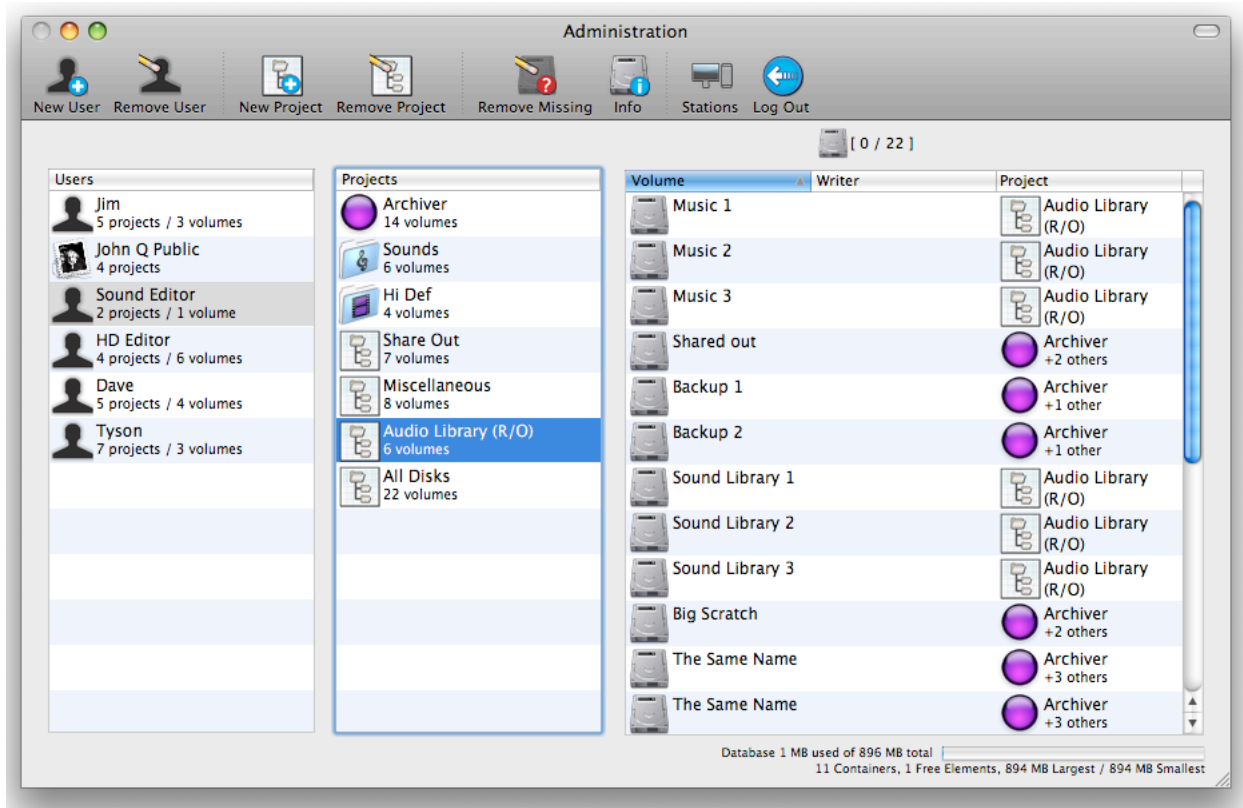 Administration
New User
Remove User
New Project
Remove Project
Remove Missing
Info
Stations
Log Out
[ 0 / 22 ]
Users
Jim
5 projects / 3 volumes
John Q Public
4 projects
Sound Editor
2 projects / 1 volume
HD Editor
4 projects / 6 volumes
Dave
5 projects / 4 volumes
Tyson
7 projects / 3 volumes
Projects
Archiver
14 volumes
Sounds
6 volumes
Hi Def
4 volumes
Share Out
7 volumes
Miscellaneous
8 volumes
Audio Library (R/O)
6 volumes
All Disks
22 volumes
Volume
Writer
Project
Music 1
Audio Library
(R/O)
Music 2
Audio Library
(R/O)
Music 3
Audio Library
(R/O)
Shared out
Archiver
+2 others
Backup 1
Archiver
+1 other
Backup 2
Archiver
+1 other
Sound Library 1
Audio Library
(R/O)
Sound Library 2
Audio Library
(R/O)
Sound Library 3
Audio Library
(R/O)
Big Scratch
Archiver
+2 others
The Same Name
Archiver
+3 others
The Same Name
Archiver
+3 others
Database 1 MB used of 896 MB total
11 Containers, 1 Free Elements, 894 MB Largest / 894 MB Smallest